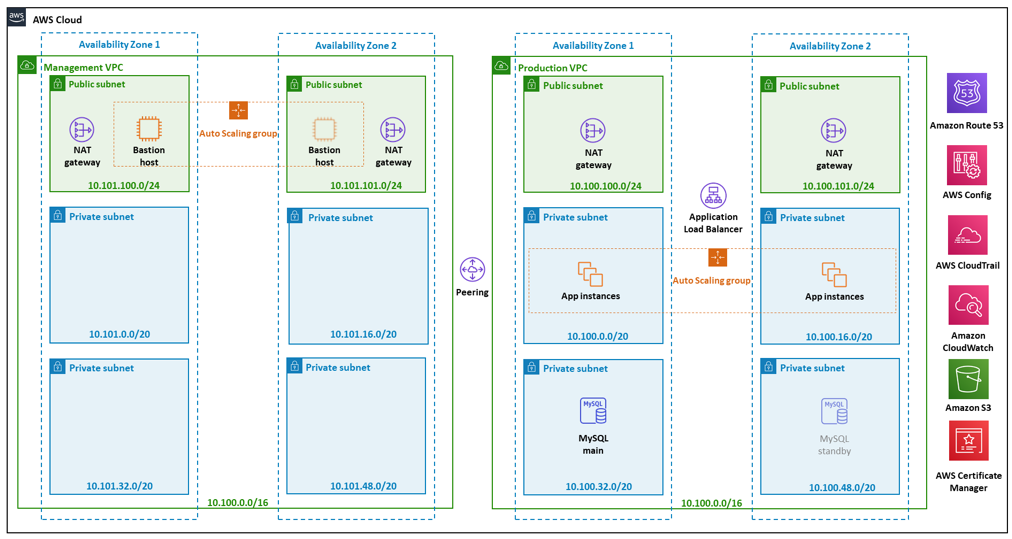 aws
AWS Cloud
Availability Zone 1
Availability Zone 2
Management VPC
Public subnet
NAT
gateway
Bastion
host
10.101.100.0/24
Auto Scaling group
Public subnet
Bastion
host
NAT
gateway
10.101.101.0/24
Private subnet
10.101.0.0/20
Private subnet
10.101.16.0/20
Private subnet
10.101.32.0/20
Private subnet
10.101.48.0/20
10.100.0.0/16
Peering
Availability Zone 1
Availability Zone 2
Production VPC
Public subnet
NAT
gateway
10.100.100.0/24
Public subnet
NAT
gateway
10.100.101.0/24
Application
Load Balancer
Private subnet
App instances
10.100.0.0/20
Auto Scaling group
Private subnet
App instances
10.100.16.0/20
Private subnet
MySQL
MySQL
main
10.100.32.0/20
Private subnet
MySQL
MySQL
standby
10.100.48.0/20
10.100.0.0/16
53
Amazon Route 53
AWS Config
AWS CloudTrail
Amazon
CloudWatch
Amazon S3
AWS Certificate
Manager